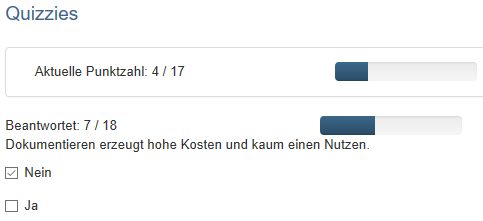 Quizzies
Aktuelle Punktzahl: 4 / 17
Beantwortet: 7 / 18
Dokumentieren erzeugt hohe Kosten und kaum einen Nutzen.
Nein
Ja